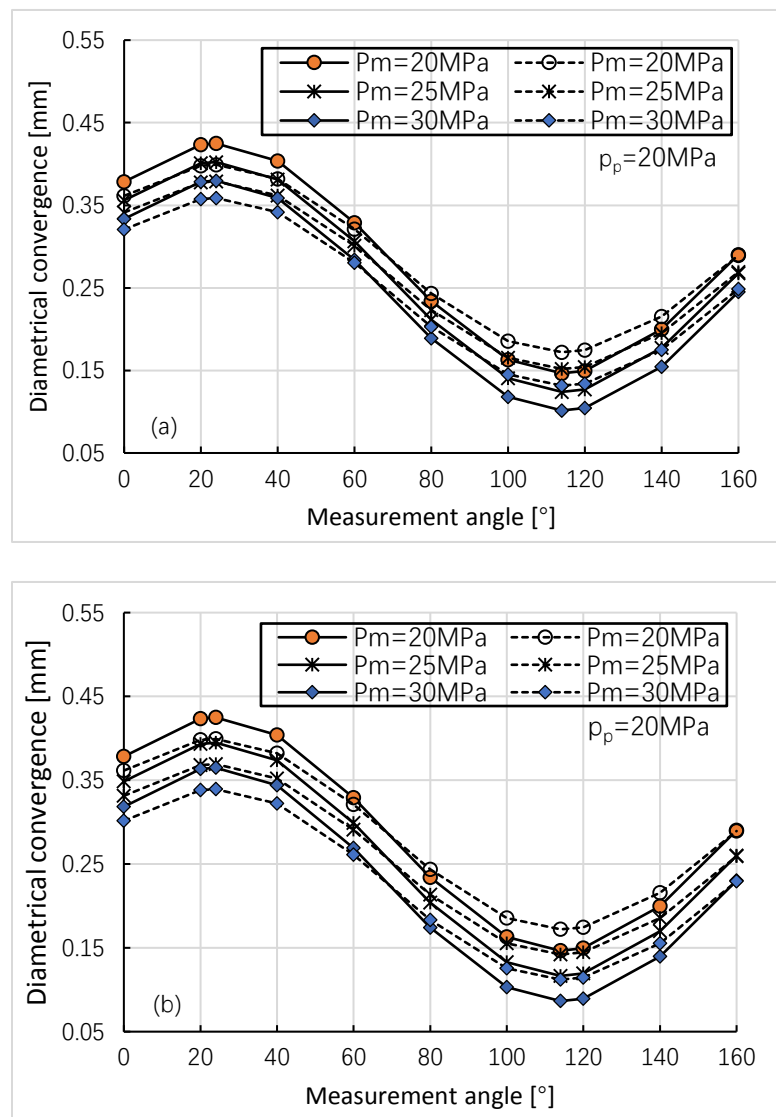 0.55
0.45
0.35
0.25
0.15
0.05
Diametrical convergence [mm]
Pm=20MPa Pm=20MPa
Pm=25MPa Pm=25MPa
Pm=30MPa Pm=30MPa
pp=20MPa
(a)
0 20 40 60 80 100 120 140 160
Measurement angle [°]
0.55
0.45
0.35
0.25
0.15
0.05
Diametrical convergence [mm]
Pm=20MPa Pm=20MPa
Pm=25MPa Pm=25MPa
Pm=30MPa Pm=30MPa
pp=20MPa
(b)
0 20 40 60 80 100 120 140 160
Measurement angle [°]